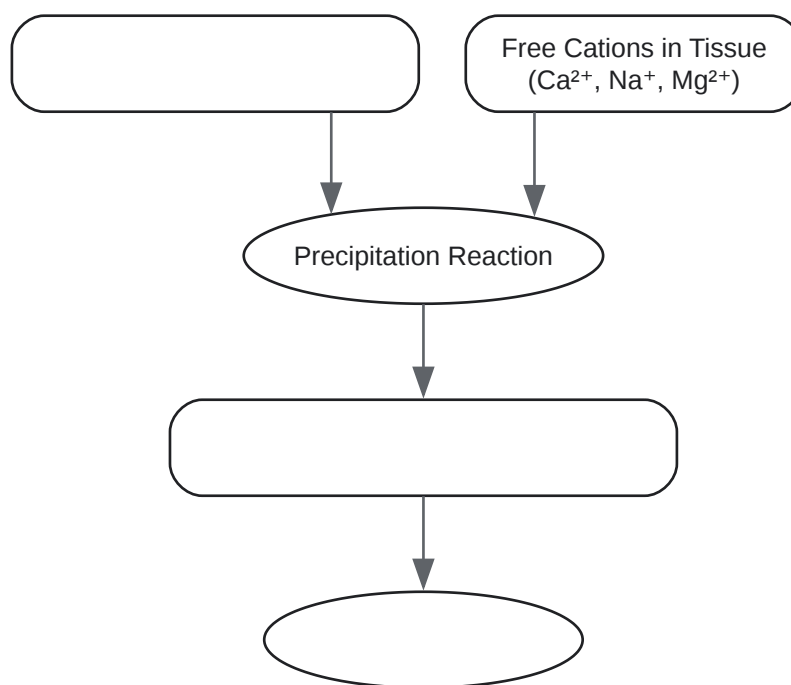 Free Cations in Tissue
(Ca²⁺, Na⁺, Mg²⁺)
Precipitation Reaction